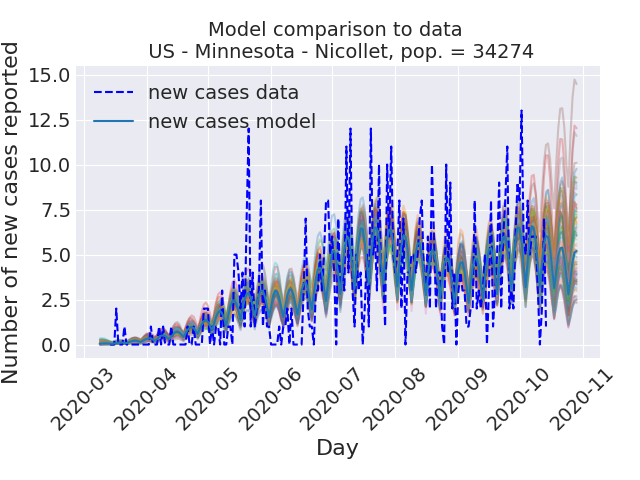 Model comparison to data
US - Minnesota - Nicollet, pop. = 34274
Number of new cases reported
15.0
12.5
10.0
7.5
5.0
2.5
0.0
new cases data
new cases model
2020-03
2020-04
2020-05
2020-06
2020-07
2020-08
2020-09
2020-10
2020-11
Day